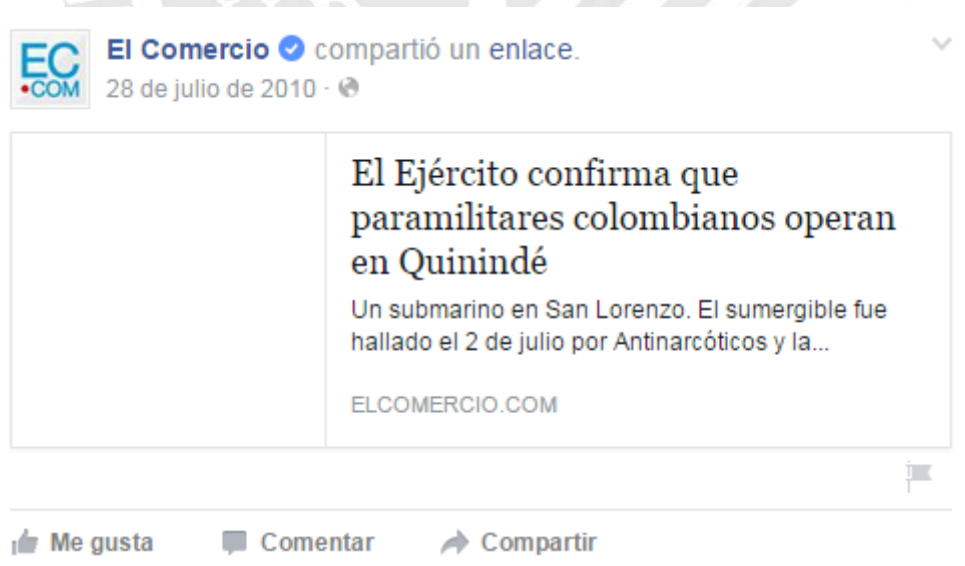 EC
•COM
El Comercio compartió un enlace.
28 de julio de 2010 ·
El Ejército confirma que
paramilitares colombianos operan
en Quinindé
Un submarino en San Lorenzo. El sumergible fue
hallado el 2 de julio por Antinarcóticos y la...
ELCOMERCIO.COM
Me gusta Comentar Compartir